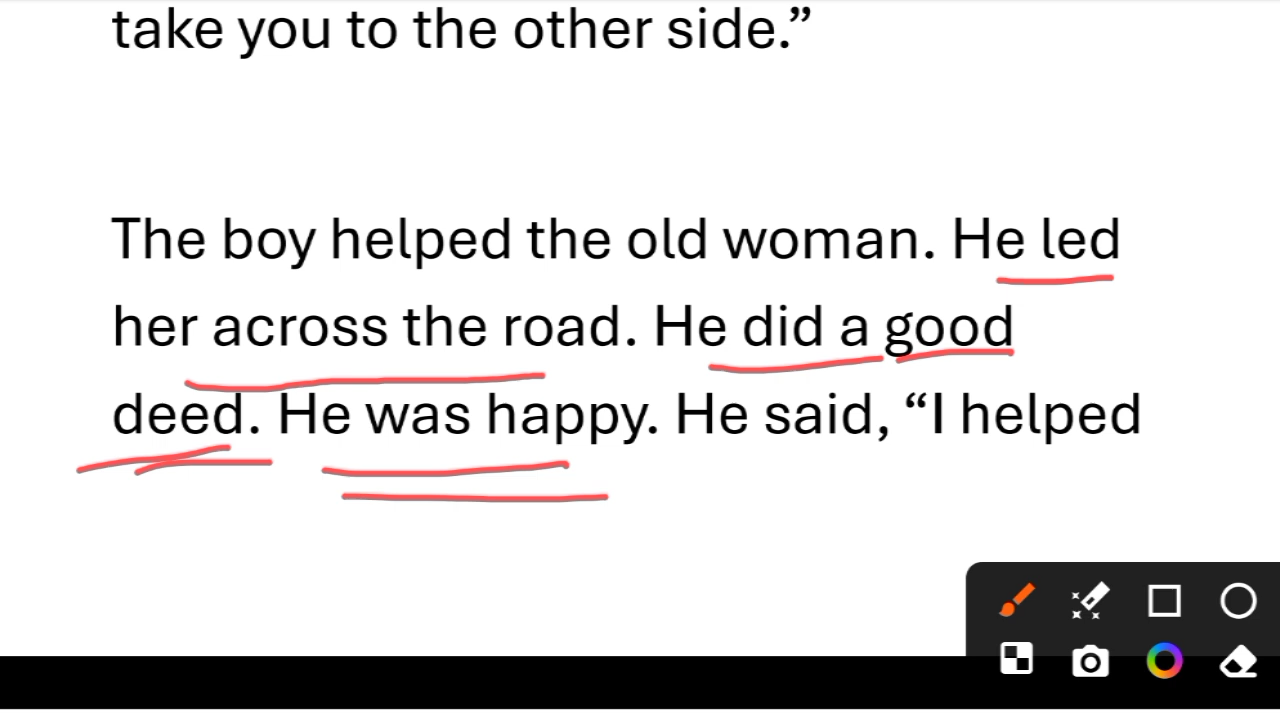 take you to the other side.”
The boy helped the old woman. He led
her across the road. He did a good
deed. He was happy. He said, “I helped